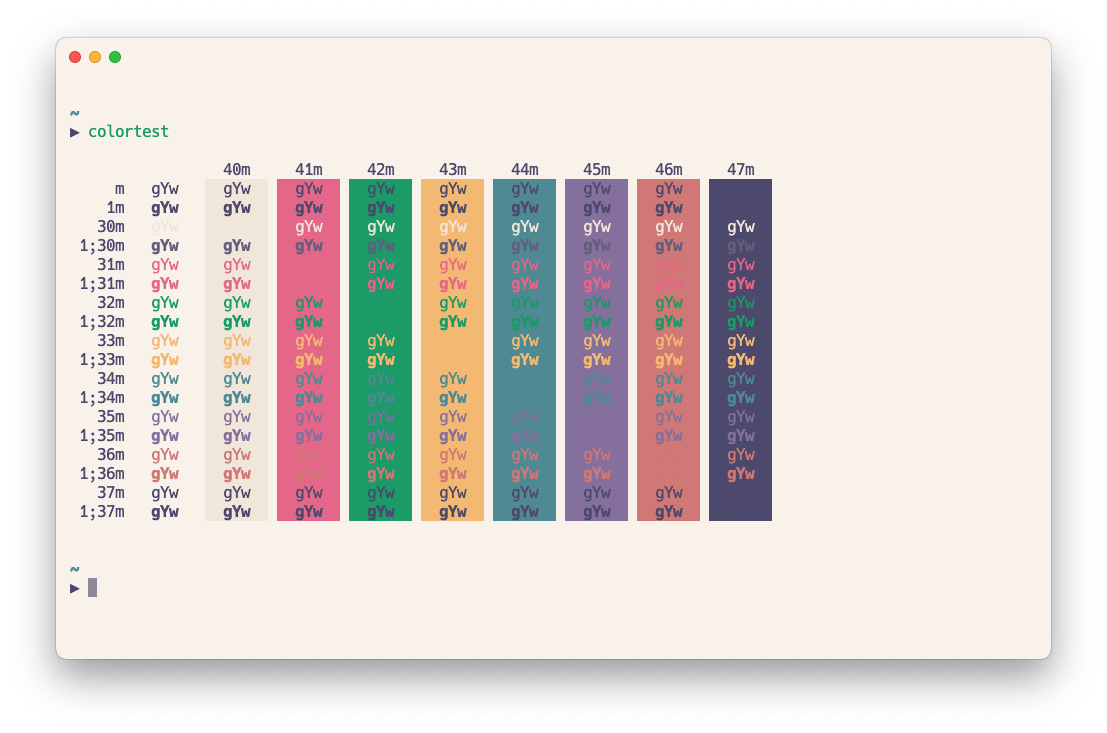 ~
▶ colortest
40m 41m 42m 43m 44m 45m 46m 47m
m gYw gYw gYw gYw gYw gYw gYw gYw
1m gYw gYw gYw gYw gYw gYw gYw gYw
30m gYw gYw gYw gYw gYw gYw gYw gYw
1;30m gYw gYw gYw gYw gYw gYw gYw gYw gYw
31m gYw gYw gYw gYw gYw gYw gYw gYw
1;31m gYw gYw gYw gYw gYw gYw gYw gYw
32m gYw gYw gYw gYw gYw gYw gYw gYw
1;32m gYw gYw gYw gYw gYw gYw gYw gYw
33m gYw gYw gYw gYw gYw gYw gYw gYw
1;33m gYw gYw gYw gYw gYw gYw gYw gYw
34m gYw gYw gYw gYw gYw gYw gYw gYw
1;34m gYw gYw gYw gYw gYw gYw gYw gYw
35m gYw gYw gYw gYw gYw gYw gYw gYw
1;35m gYw gYw gYw gYw gYw gYw gYw gYw
36m gYw gYw gYw gYw gYw gYw gYw gYw
1;36m gYw gYw gYw gYw gYw gYw gYw gYw
37m gYw gYw gYw gYw gYw gYw gYw gYw
1;37m gYw gYw gYw gYw gYw gYw gYw gYw
~
▶